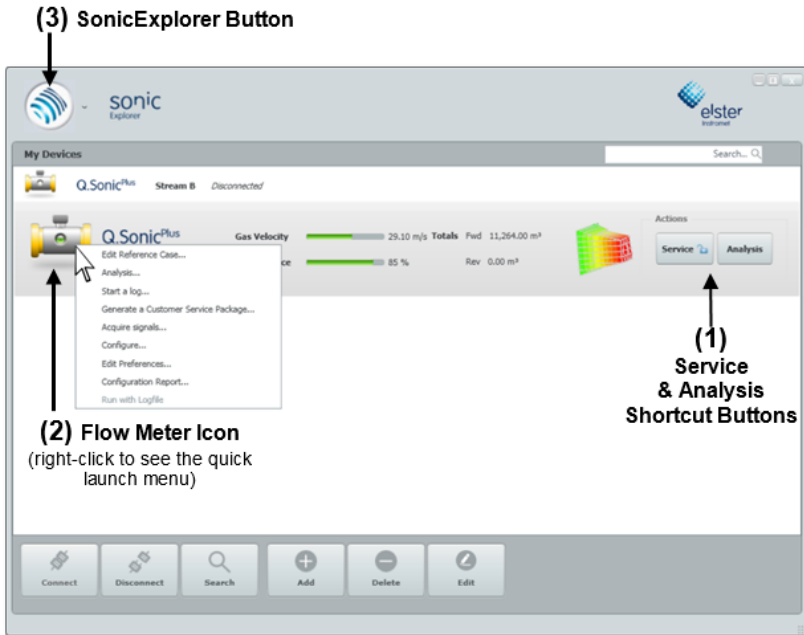 (3) SonicExplorer Button
sonic
Explorer
elster
Instromet
My Devices
Search...
Q.SonicPlus Stream B Disconnected
Q.SonicPlus Gas Velocity 29.10 m/s Totals Fwd 11,264.00 m³
ce 85 % Rev 0.00 m³
Actions
Service Analysis
Edit Reference Case...
Analysis...
Start a log...
Generate a Customer Service Package...
Acquire signals...
Configure...
Edit Preferences...
Configuration Report...
Run with Logfile
(1)
Service
& Analysis
Shortcut Buttons
(2) Flow Meter Icon
(right-click to see the quick
launch menu)
Connect Disconnect Search Add Delete Edit